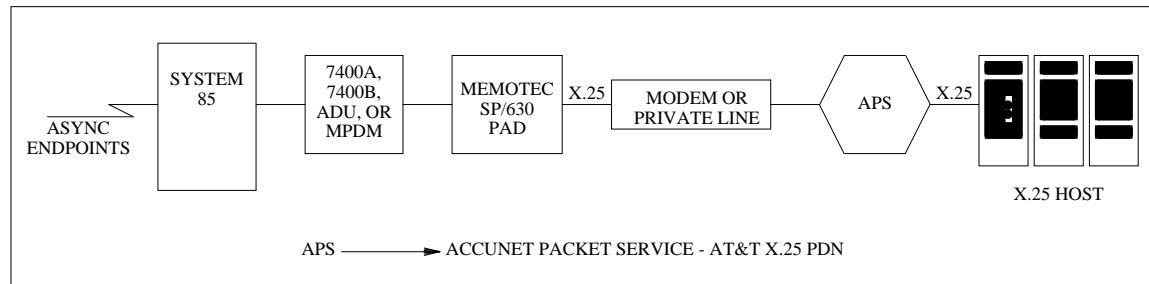 ASYNC
ENDPOINTS
SYSTEM
85
7400A,
7400B,
ADU, OR
MPDM
MEMOTEC
SP/630
PAD
X.25
MODEM OR
PRIVATE LINE
APS
X.25
X.25 HOST
APS ACCUNET PACKET SERVICE - AT&T X.25 PDN